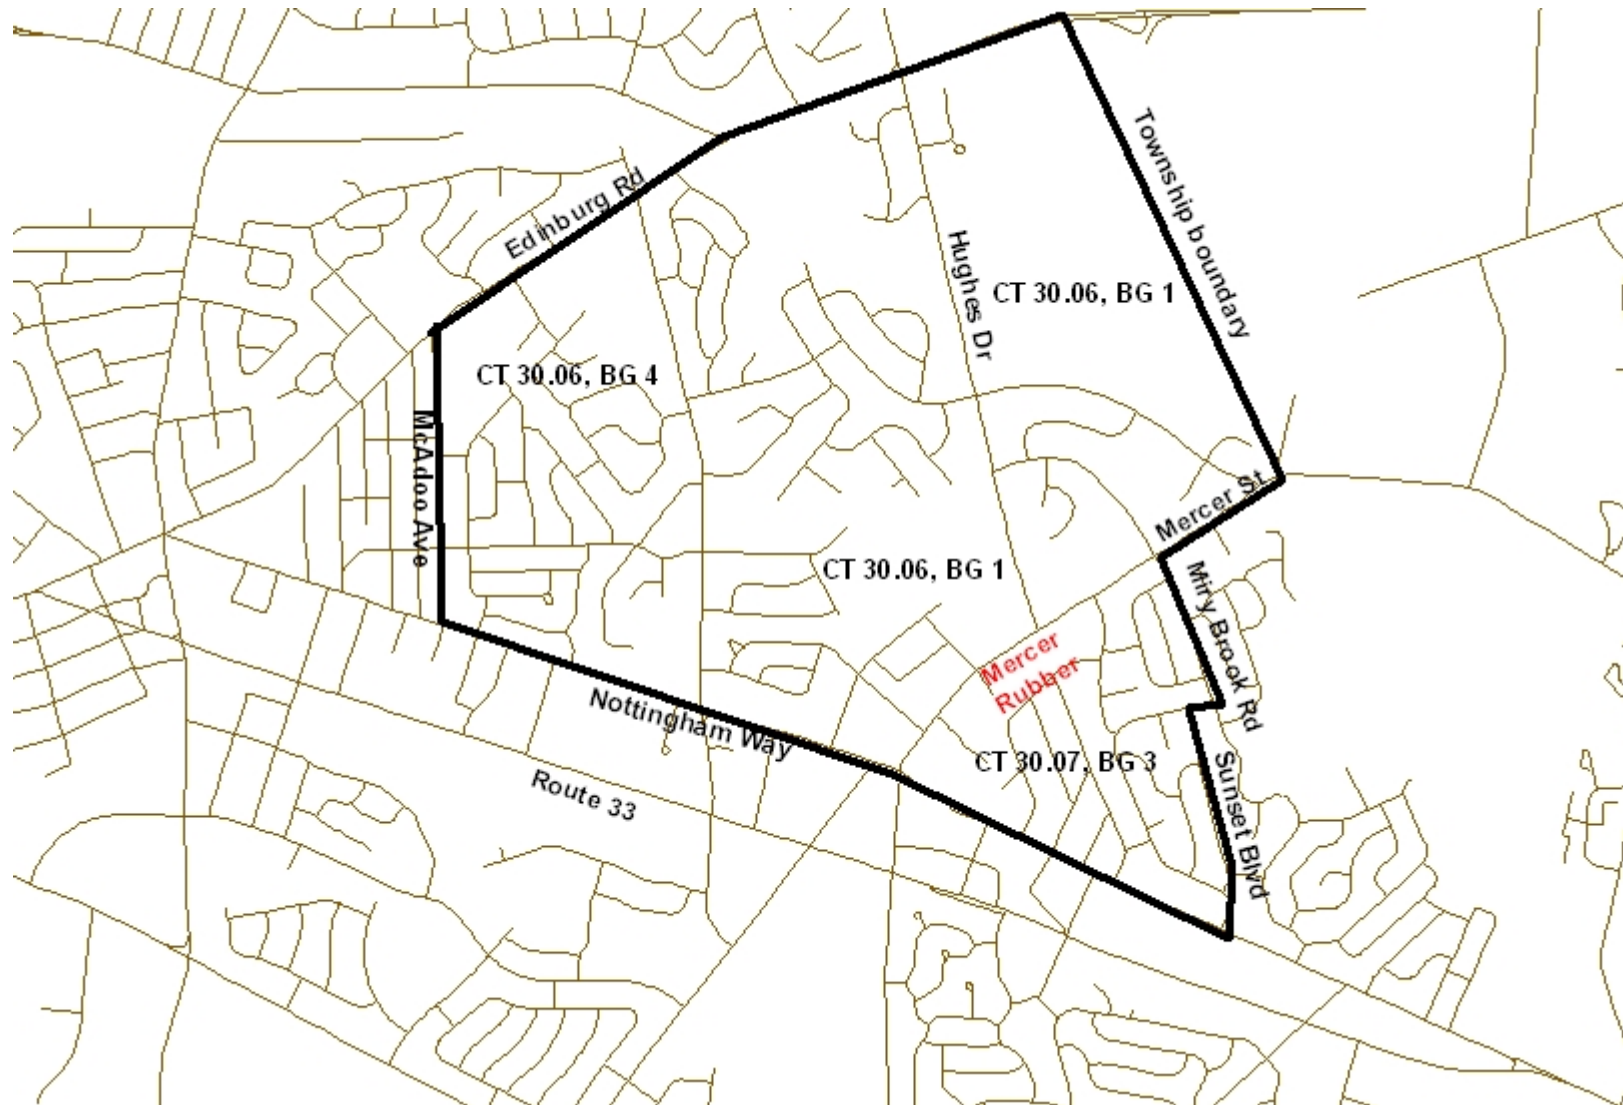 Township boundary
Edinburg Rd
Hughes Dr
CT 30.06, BG 1
CT 30.06, BG 4
McAdoo Ave
Mercer St
CT 30.06, BG 1
Miry Brook Rd
Mercer
Rubber
Nottingham Way
CT 30.07, BG 3
Route 33
Sunset Blvd